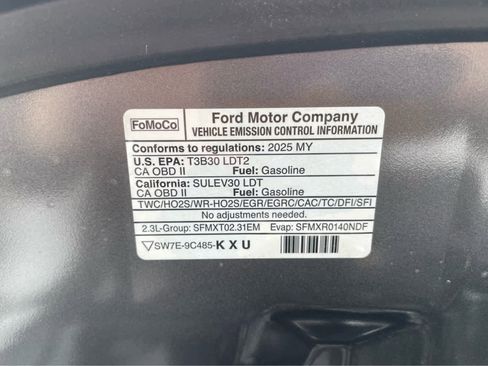 FoMoCo
Ford Motor Company
VEHICLE EMISSION CONTROL INFORMATION
Conforms to regulations: 2025 MY
U.S. EPA: T3B30 LDT2
CA OBD II Fuel: Gasoline
California: SULEV30 LDT
CA OBD II Fuel: Gasoline
TWC/HO2S/WR-HO2S/EGR/EGRC/CAC/TC/DFI/SFI
No adjustments needed.
2.3L-Group: SFMXT02.31EM Evap: SFMXR0140NDF
SW7E-9C485-K X U